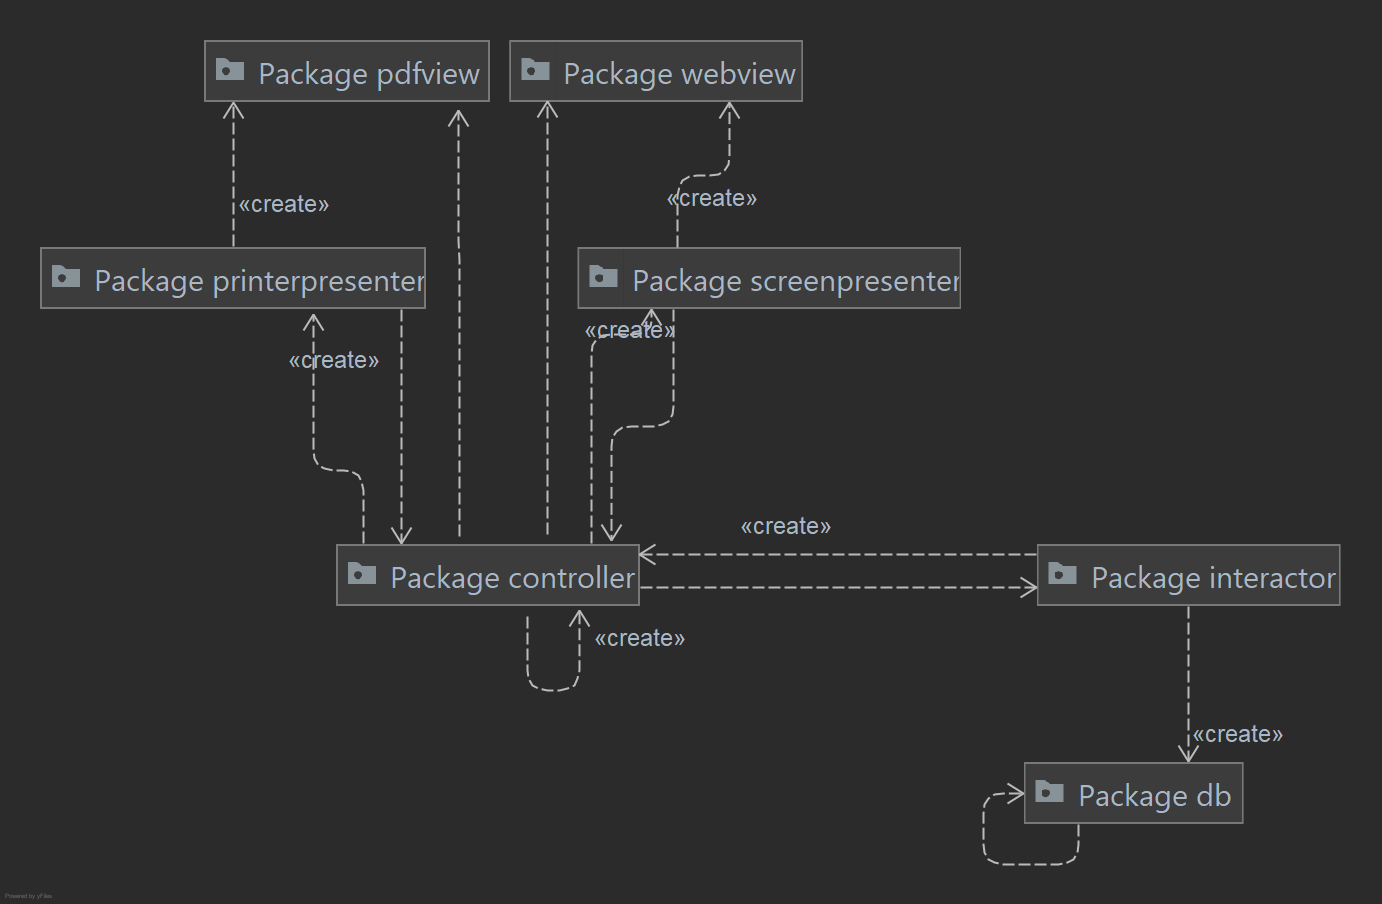 Package pdfview
Package webview
«create»
«create»
Package printerpresenter
Package screenpresenter
«create»
«create»
«create»
Package controller
Package interactor
«create»
«create»
Package db
Powered by yFiles